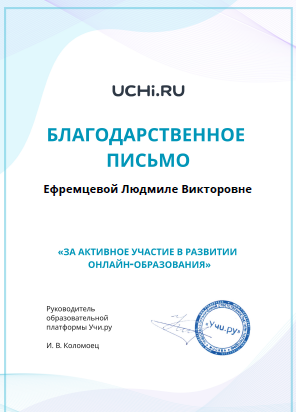 UCHi.RU
БЛАГОДАРСТВЕННОЕ
ПИСЬМО
Ефремцевой Людмиле Викторовне
«ЗА АКТИВНОЕ УЧАСТИЕ В РАЗВИТИИ
ОНЛАЙН-ОБРАЗОВАНИЯ»
Руководитель
образовательной
платформы Учи.ру
И. В. Коломоец
«Учи.ру»